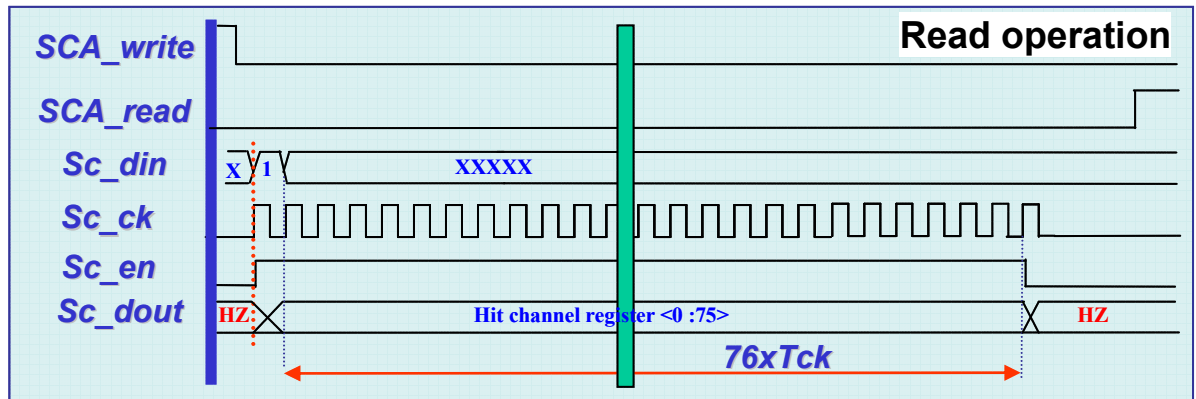 Read operation
SCA_write
SCA_read
Sc_din
X 1 XXXXX
Sc_ck
Sc_en
Sc_dout
HZ Hit channel register <0 :75> HZ
76xTck